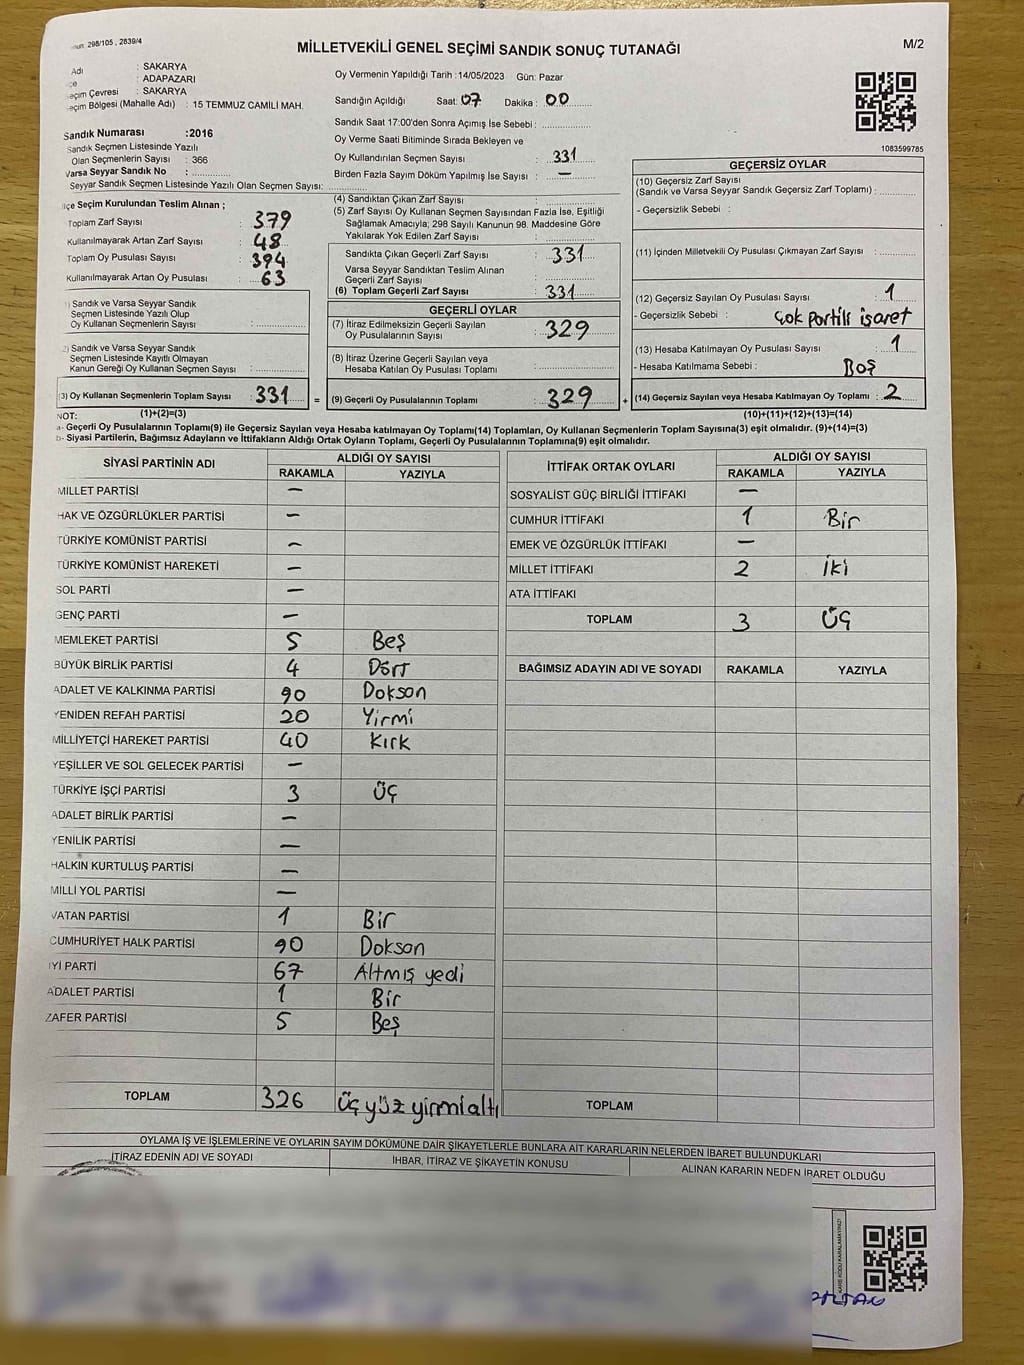 298/105 , 2839/4
MİLLETVEKİLİ GENEL SEÇİMİ SANDIK SONUÇ TUTANAĞI
M/2
Adı : SAKARYA
: ADAPAZARI
Seçim Çevresi : SAKARYA
Seçim Bölgesi (Mahalle Adı) : 15 TEMMUZ CAMİLİ MAH.
Sandık Numarası :2016
Sandık Seçmen Listesinde Yazılı
Olan Seçmenlerin Sayısı : 366
Varsa Seyyar Sandık No :
Seyyar Sandık Seçmen Listesinde Yazılı Olan Seçmen Sayısı:
Oy Vermenin Yapıldığı Tarih :14/05/2023 Gün: Pazar
Sandığın Açıldığı Saat: 07 Dakika : 00
Sandık Saat 17:00'den Sonra Açmış İse Sebebi :
Oy Verme Saati Bitiminde Sırada Bekleyen ve
Oy Kullandırılan Seçmen Sayısı : 331
Birden Fazla Sayım Döküm Yapılmış İse Sayısı : —
1083599785
İlçe Seçim Kurulundan Teslim Alınan ;
Toplam Zarf Sayısı : 379
Kullanılmayarak Artan Zarf Sayısı : 48
Toplam Oy Pusulası Sayısı : 394
Kullanılmayarak Artan Oy Pusulası : 63
1) Sandık ve Varsa Seyyar Sandık
Seçmen Listesinde Yazılı Olup
Oy Kullanan Seçmenlerin Sayısı :
2) Sandık ve Varsa Seyyar Sandık
Seçmen Listesinde Kayıtlı Olmayan
Kanun Gereği Oy Kullanan Seçmen Sayısı :
(3) Oy Kullanan Seçmenlerin Toplam Sayısı : 331 =
(4) Sandıktan Çıkan Zarf Sayısı :
(5) Zarf Sayısı Oy Kullanan Seçmen Sayısından Fazla İse, Eşitliği
Sağlamak Amacıyla; 298 Sayılı Kanunun 98. Maddesine Göre
Yakılarak Yok Edilen Zarf Sayısı :
Sandıkta Çıkan Geçerli Zarf Sayısı : 331
Varsa Seyyar Sandıktan Teslim Alınan
Geçerli Zarf Sayısı :
(6) Toplam Geçerli Zarf Sayısı : 331
GEÇERLİ OYLAR
(7) İtiraz Edilmeksizin Geçerli Sayılan
Oy Pusulalarının Sayısı : 329
(8) İtiraz Üzerine Geçerli Sayılan veya
Hesaba Katılan Oy Pusulası Toplamı :
(9) Geçerli Oy Pusulalarının Toplamı : 329 +
GEÇERSİZ OYLAR
(10) Geçersiz Zarf Sayısı
(Sandık ve Varsa Seyyar Sandık Geçersiz Zarf Toplamı) :
- Geçersizlik Sebebi :
(11) İçinden Milletvekili Oy Pusulası Çıkmayan Zarf Sayısı :
(12) Geçersiz Sayılan Oy Pusulası Sayısı : 1
- Geçersizlik Sebebi : Çok partili işaret
(13) Hesaba Katılmayan Oy Pusulası Sayısı : 1
- Hesaba Katılmama Sebebi : Boş
(14) Geçersiz Sayılan veya Hesaba Katılmayan Oy Toplamı : 2
NOT: (1)+(2)=(3) (10)+(11)+(12)+(13)=(14)
a- Geçerli Oy Pusulalarının Toplamı(9) ile Geçersiz Sayılan veya Hesaba katılmayan Oy Toplamı(14) Toplamları, Oy Kullanan Seçmenlerin Toplam Sayısına(3) eşit olmalıdır. (9)+(14)=(3)
b- Siyasi Partilerin, Bağımsız Adayların ve İttifakların Aldığı Ortak Oyların Toplamı, Geçerli Oy Pusulalarının Toplamına(9) eşit olmalıdır.
SİYASİ PARTİNİN ADI ALDIĞI OY SAYISI
RAKAMLA YAZIYLA
MİLLET PARTİSİ —
HAK VE ÖZGÜRLÜKLER PARTİSİ —
TÜRKİYE KOMÜNİST PARTİSİ —
TÜRKİYE KOMÜNİST HAREKETİ —
SOL PARTİ —
GENÇ PARTİ —
MEMLEKET PARTİSİ 5 Beş
BÜYÜK BİRLİK PARTİSİ 4 Dört
ADALET VE KALKINMA PARTİSİ 90 Doksan
YENİDEN REFAH PARTİSİ 20 Yirmi
MİLLİYETÇİ HAREKET PARTİSİ 40 Kırk
YEŞİLLER VE SOL GELECEK PARTİSİ —
TÜRKİYE İŞÇİ PARTİSİ 3 Üç
ADALET BİRLİK PARTİSİ —
YENİLİK PARTİSİ —
HALKIN KURTULUŞ PARTİSİ —
MİLLİ YOL PARTİSİ —
VATAN PARTİSİ 1 Bir
CUMHURİYET HALK PARTİSİ 90 Doksan
İYİ PARTİ 67 Altmış yedi
ADALET PARTİSİ 1 Bir
ZAFER PARTİSİ 5 Beş
TOPLAM 326 Üç yüz yirmi altı
İTTİFAK ORTAK OYLARI ALDIĞI OY SAYISI
RAKAMLA YAZIYLA
SOSYALİST GÜÇ BİRLİĞİ İTTİFAKI —
CUMHUR İTTİFAKI 1 Bir
EMEK VE ÖZGÜRLÜK İTTİFAKI —
MİLLET İTTİFAKI 2 İki
ATA İTTİFAKI
TOPLAM 3 Üç
BAĞIMSIZ ADAYIN ADI VE SOYADI RAKAMLA YAZIYLA
TOPLAM
OYLAMA İŞ VE İŞLEMLERİNE VE OYLARIN SAYIM DÖKÜMÜNE DAİR ŞİKAYETLERLE BUNLARA AİT KARARLARIN NELERDEN İBARET BULUNDUKLARI
İTİRAZ EDENİN ADI VE SOYADI
İHBAR, İTİRAZ VE ŞİKAYETİN KONUSU
ALINAN KARARIN NEDEN İBARET OLDUĞU
KARE KODU KARALAMAYINIZ!